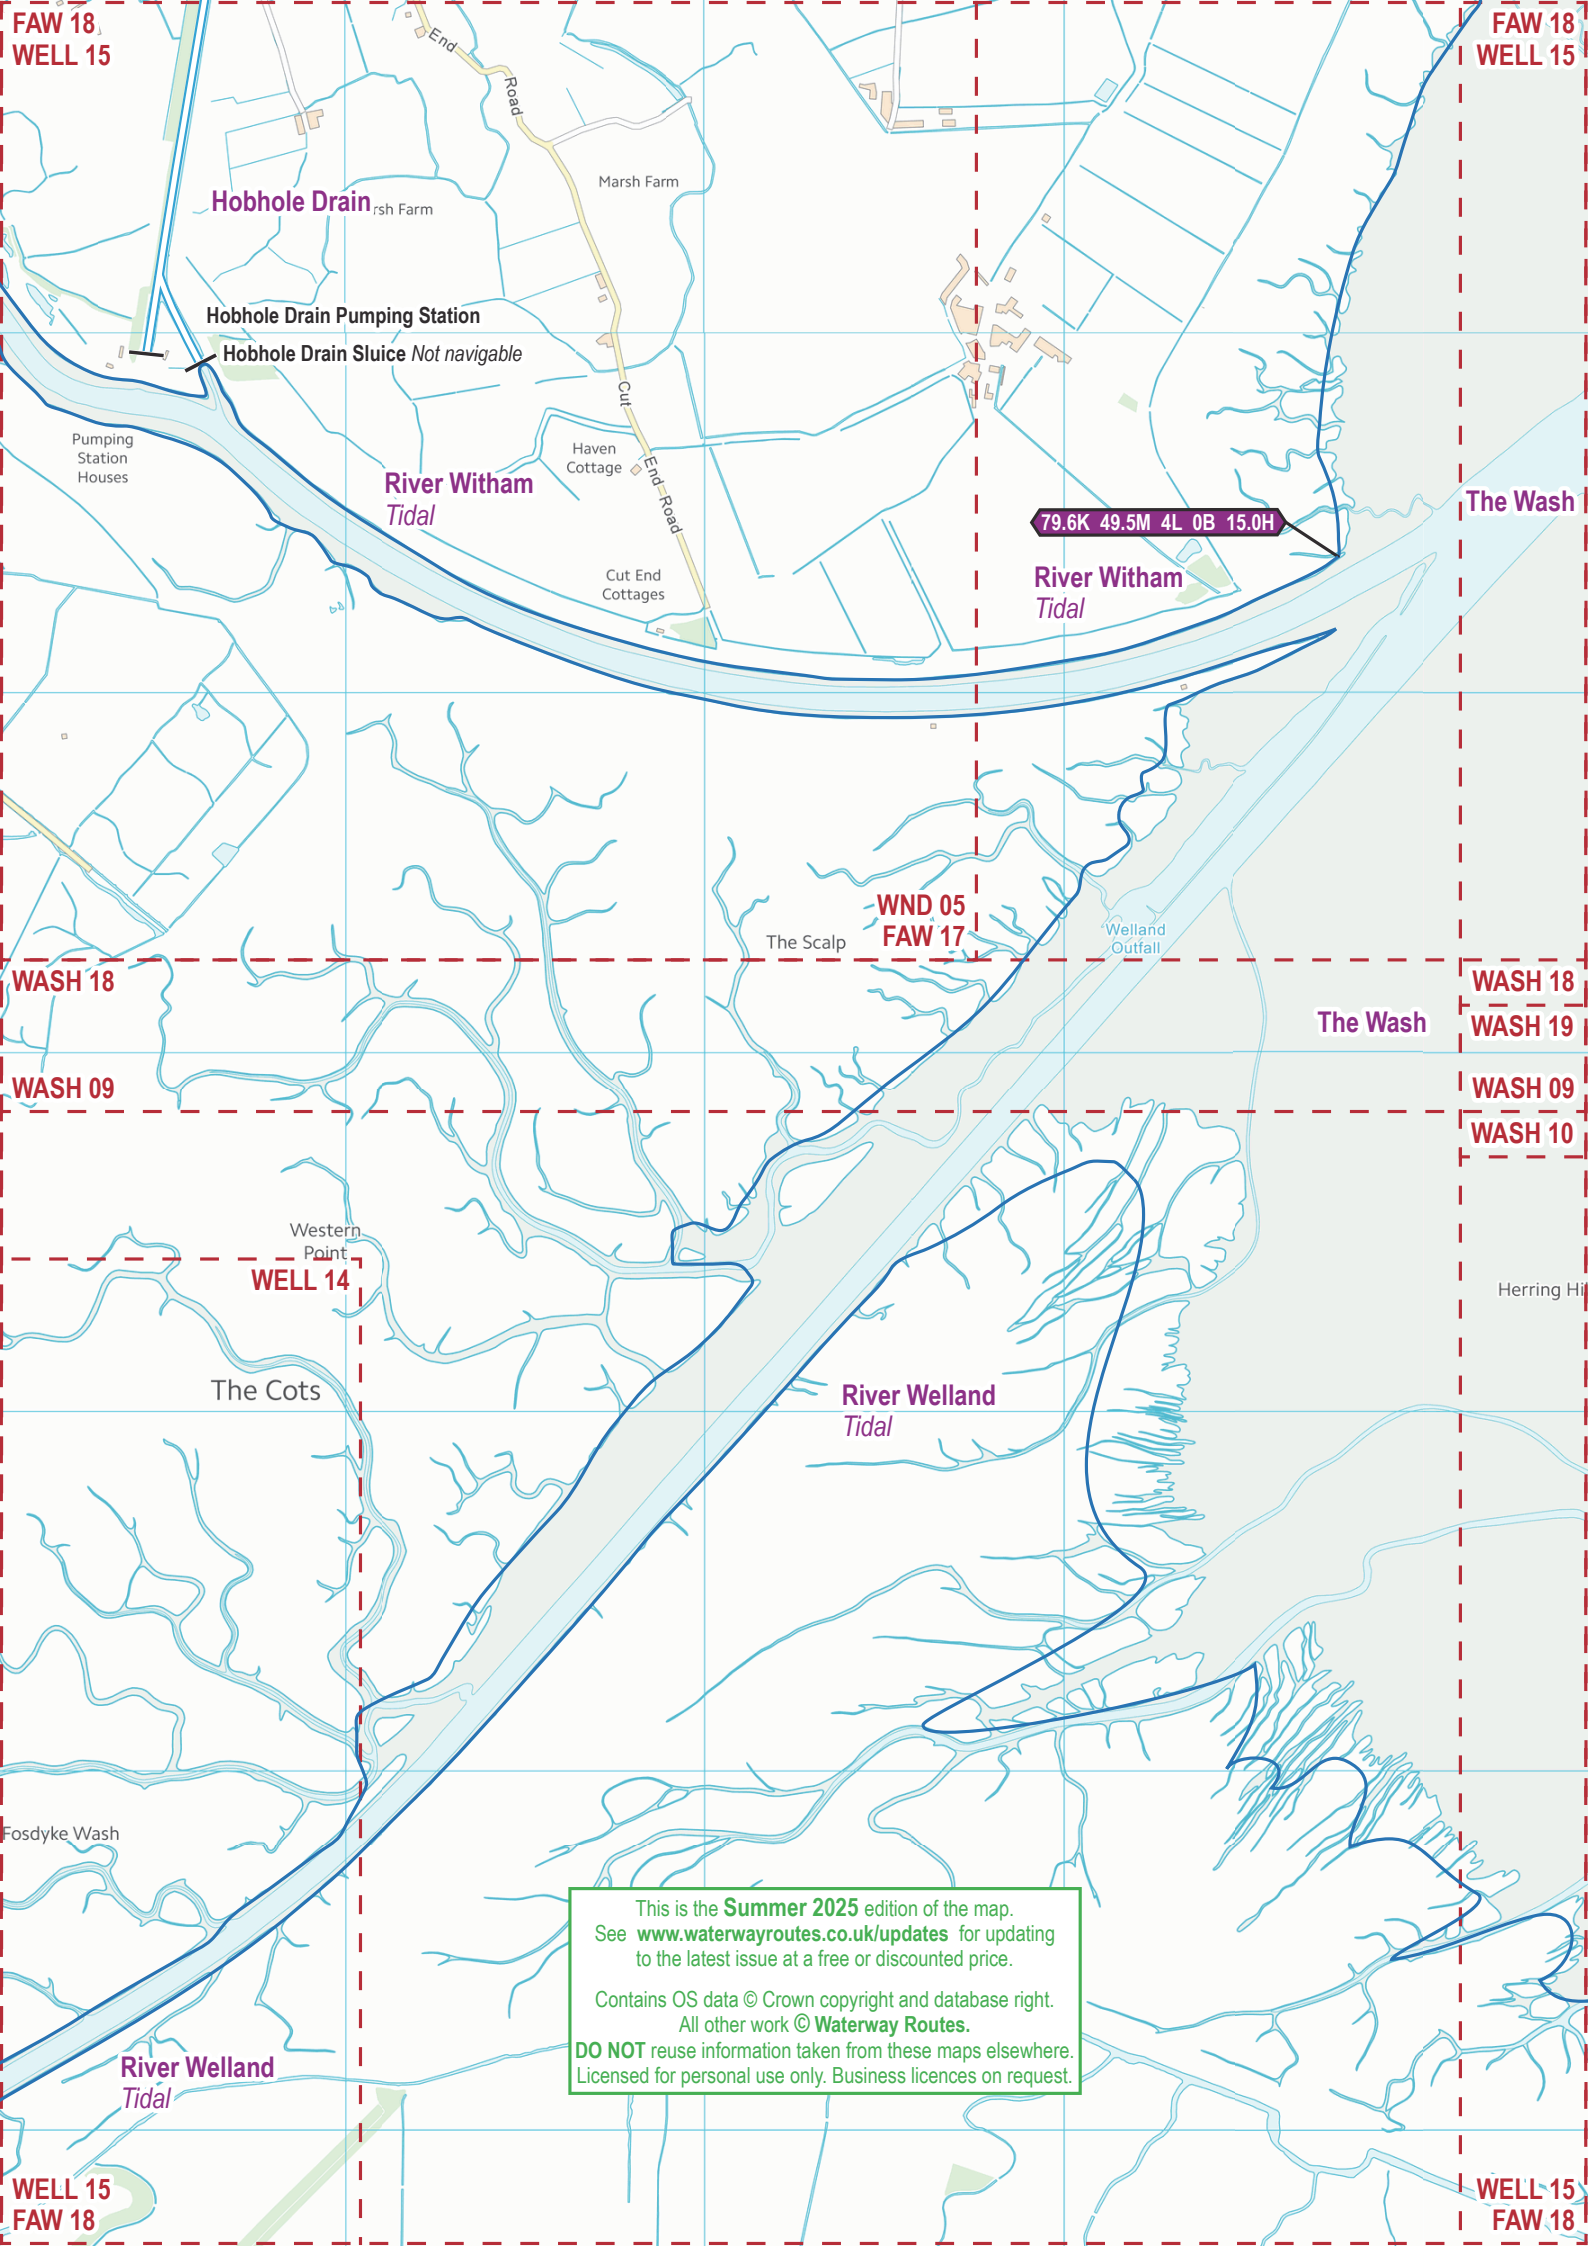 FAW 18
WELL 15
FAW 18
WELL 15
End
Road
Marsh Farm
Hobhole Drain
rsh Farm
Hobhole Drain Pumping Station
Hobhole Drain Sluice Not navigable
Cut
End Road
Pumping
Station
Houses
Haven
Cottage
River Witham
Tidal
The Wash
79.6K 49.5M 4L 0B 15.0H
River Witham
Tidal
Cut End
Cottages
WND 05
FAW 17
The Scalp
Welland
Outfall
WASH 18
WASH 18
The Wash
WASH 19
WASH 09
WASH 09
WASH 10
Western
Point
WELL 14
Herring Hi
The Cots
River Welland
Tidal
Fosdyke Wash
This is the Summer 2025 edition of the map.
See www.waterwayroutes.co.uk/updates for updating
to the latest issue at a free or discounted price.
Contains OS data © Crown copyright and database right.
All other work © Waterway Routes.
DO NOT reuse information taken from these maps elsewhere.
Licensed for personal use only. Business licences on request.
River Welland
Tidal
WELL 15
FAW 18
WELL 15
FAW 18